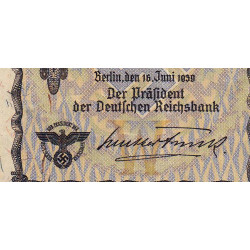 Berlin, den 16. Juni 1939
Der Präsident
der Deutschen Reichsbank